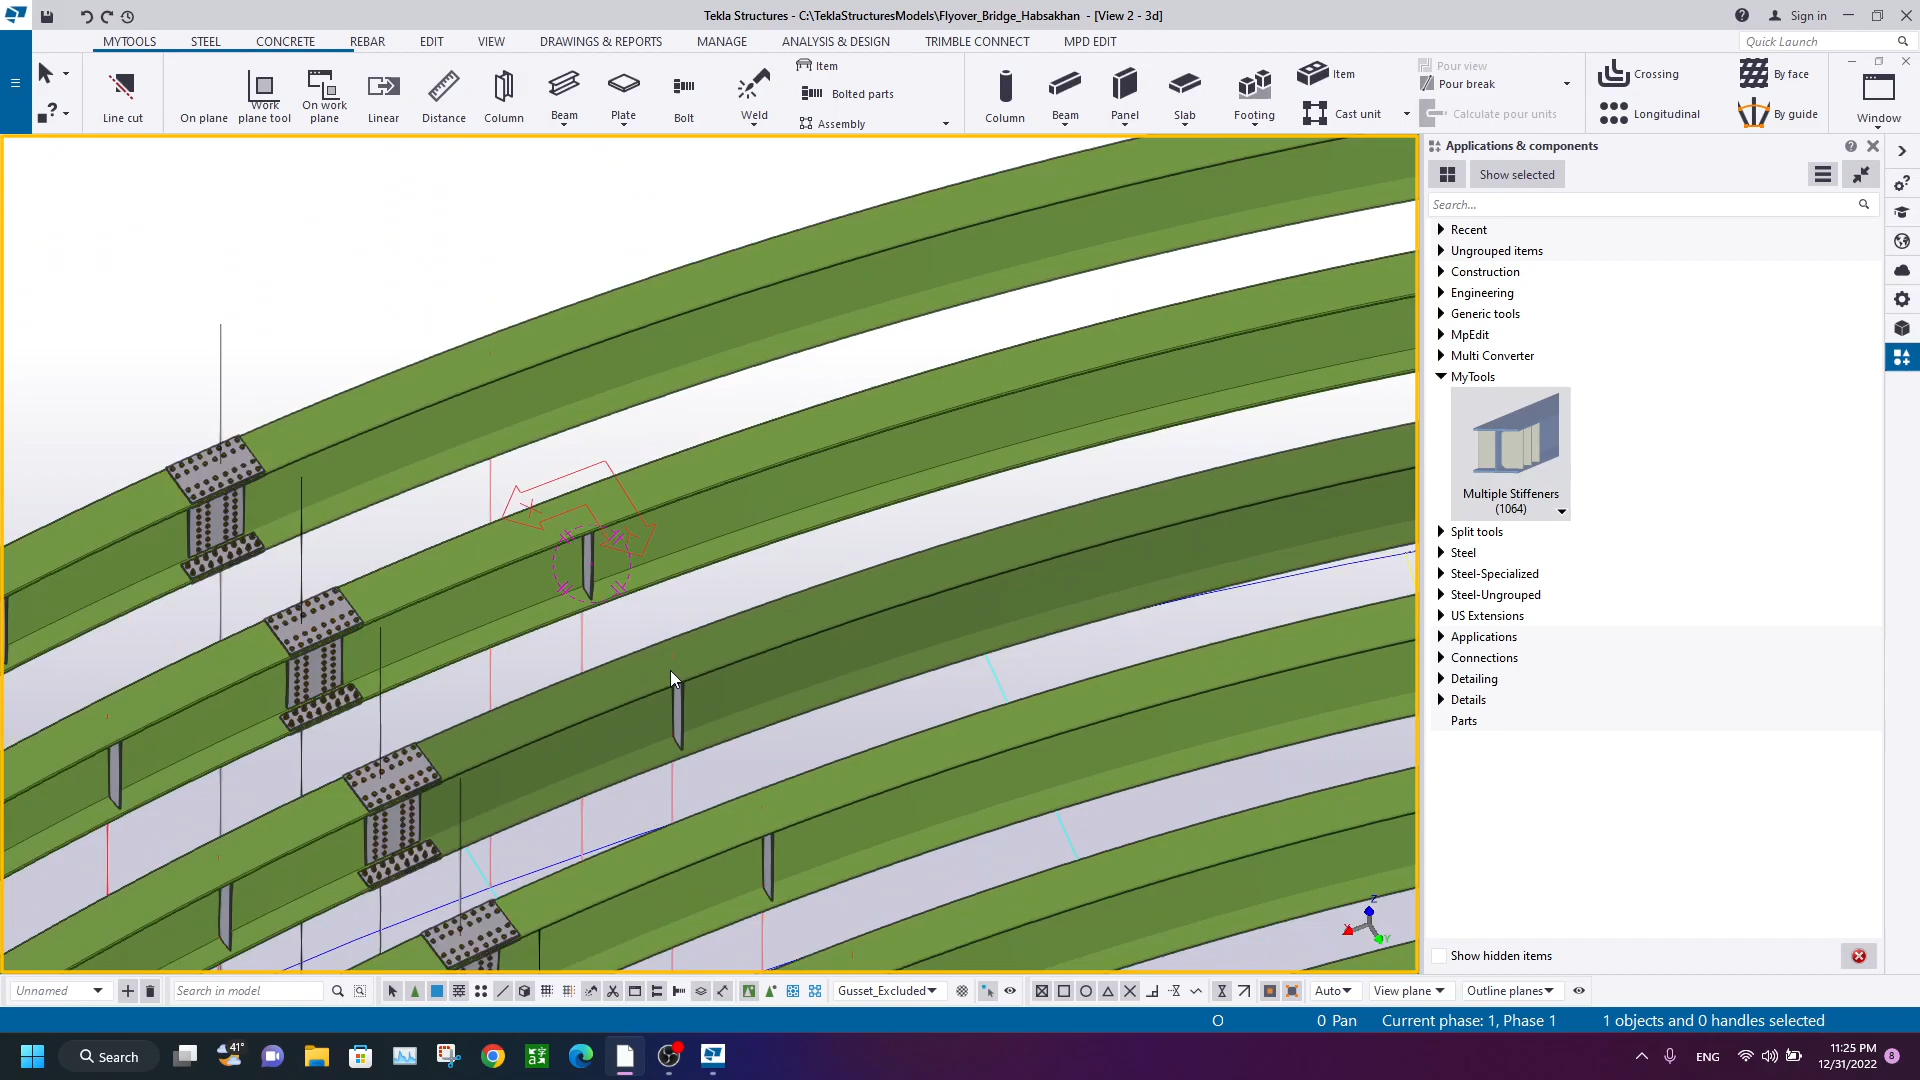 Tekla Structures - C:\TeklaStructuresModels\Flyover_Bridge_Habsakhan - [View 2 - 3d]
Sign in
MYTOOLS STEEL CONCRETE REBAR EDIT VIEW DRAWINGS & REPORTS MANAGE ANALYSIS & DESIGN TRIMBLE CONNECT MPD EDIT
Quick Launch
Line cut
On plane
Work plane tool
On work plane
Linear
Distance
Column
Beam
Plate
Bolt
Weld
Item
Bolted parts
Assembly
Column
Beam
Panel
Slab
Footing
Item
Cast unit
Pour view
Pour break
Calculate pour units
Crossing
Longitudinal
By face
By guide
Window
Applications & components
Show selected
Search...
Recent
Ungrouped items
Construction
Engineering
Generic tools
MpEdit
Multi Converter
MyTools
Multiple Stiffeners
(1064)
Split tools
Steel
Steel-Specialized
Steel-Ungrouped
US Extensions
Applications
Connections
Detailing
Details
Parts
Z
X
Y
Show hidden items
Unnamed
Search in model
Gusset_Excluded
Auto
View plane
Outline planes
O 0 Pan Current phase: 1, Phase 1 1 objects and 0 handles selected
Search
41°
ENG
11:25 PM
12/31/2022
8